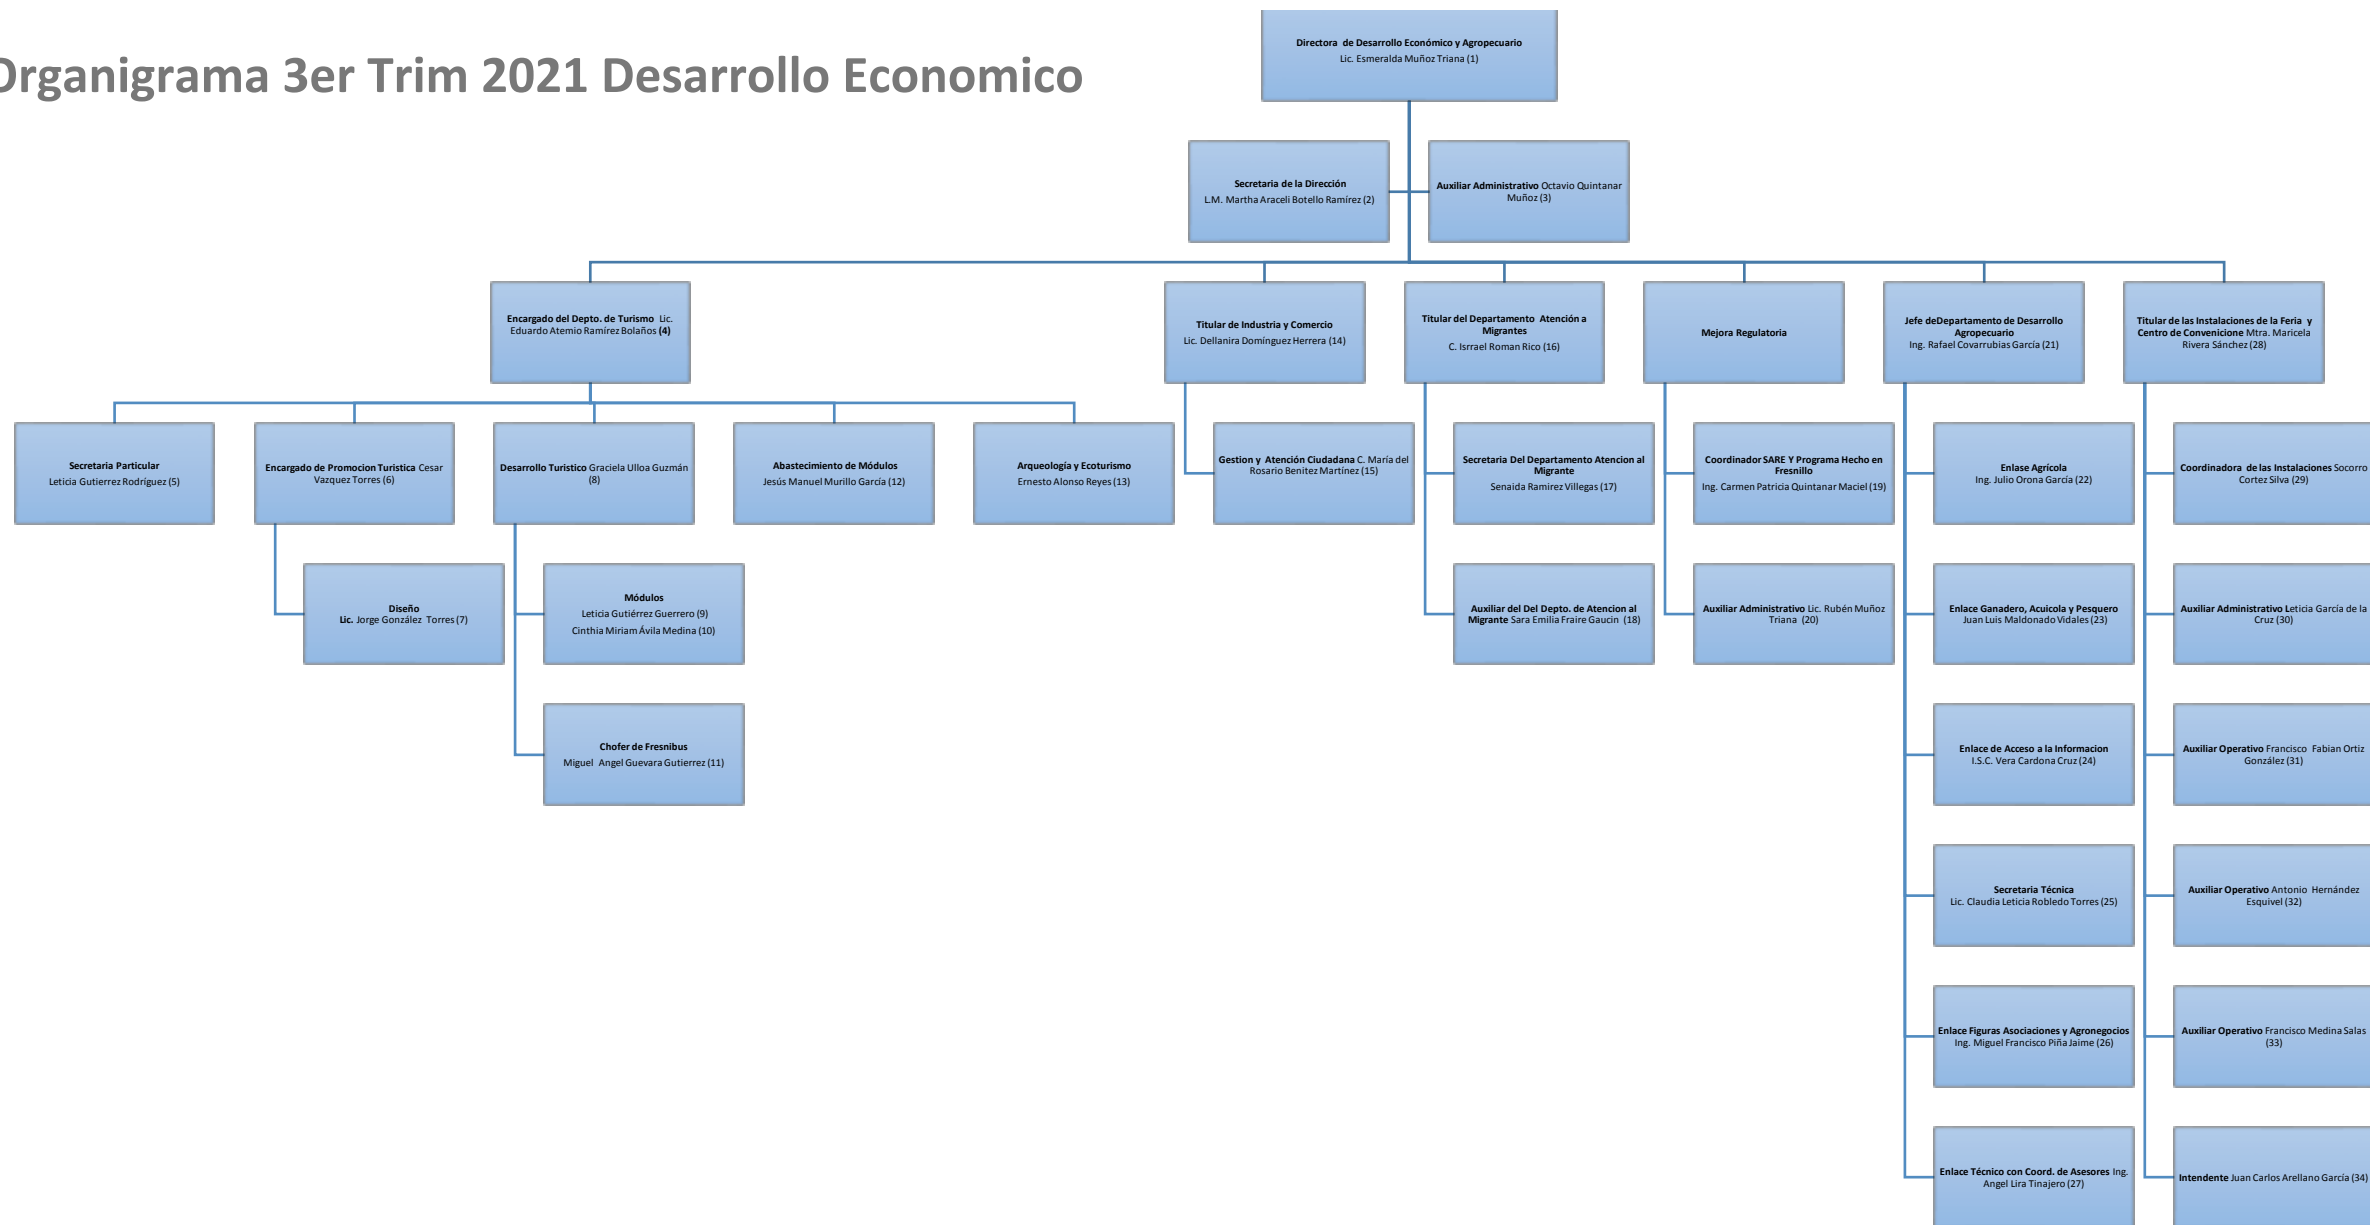 Organigrama 3er Trim 2021 Desarrollo Economico
Directora de Desarrollo Económico y Agropecuario
Lic. Esmeralda Muñoz Triana (1)
Secretaria de la Dirección
L.M. Martha Araceli Botello Ramírez (2)
Auxiliar Administrativo Octavio Quintanar
Muñoz (3)
Encargado del Depto. de Turismo Lic.
Eduardo Atemio Ramírez Bolaños (4)
Titular de Industria y Comercio
Lic. Dellanira Domínguez Herrera (14)
Titular del Departamento Atención a
Migrantes
C. Isrrael Roman Rico (16)
Mejora Regulatoria
Jefe deDepartamento de Desarrollo
Agropecuario
Ing. Rafael Covarrubias García (21)
Titular de las Instalaciones de la Feria y
Centro de Convenicione Mtra. Maricela
Rivera Sánchez (28)
Secretaria Particular
Leticia Gutierrez Rodríguez (5)
Encargado de Promocion Turistica Cesar
Vazquez Torres (6)
Desarrollo Turistico Graciela Ulloa Guzmán
(8)
Abastecimiento de Módulos
Jesús Manuel Murillo García (12)
Arqueología y Ecoturismo
Ernesto Alonso Reyes (13)
Gestion y Atención Ciudadana C. María del
Rosario Benitez Martínez (15)
Secretaria Del Departamento Atencion al
Migrante
Senaida Ramirez Villegas (17)
Coordinador SARE Y Programa Hecho en
Fresnillo
Ing. Carmen Patricia Quintanar Maciel (19)
Enlase Agrícola
Ing. Julio Orona García (22)
Coordinadora de las Instalaciones Socorro
Cortez Silva (29)
Diseño
Lic. Jorge González Torres (7)
Módulos
Leticia Gutiérrez Guerrero (9)
Cinthia Miriam Ávila Medina (10)
Auxiliar del Del Depto. de Atencion al
Migrante Sara Emilia Fraire Gaucin (18)
Auxiliar Administrativo Lic. Rubén Muñoz
Triana (20)
Enlace Ganadero, Acuicola y Pesquero
Juan Luis Maldonado Vidales (23)
Auxiliar Administrativo Leticia García de la
Cruz (30)
Chofer de Fresnibus
Miguel Angel Guevara Gutierrez (11)
Enlace de Acceso a la Informacion
I.S.C. Vera Cardona Cruz (24)
Auxiliar Operativo Francisco Fabian Ortiz
González (31)
Secretaria Técnica
Lic. Claudia Leticia Robledo Torres (25)
Auxiliar Operativo Antonio Hernández
Esquivel (32)
Enlace Figuras Asociaciones y Agronegocios
Ing. Miguel Francisco Piña Jaime (26)
Auxiliar Operativo Francisco Medina Salas
(33)
Enlace Técnico con Coord. de Asesores Ing.
Angel Lira Tinajero (27)
Intendente Juan Carlos Arellano García (34)